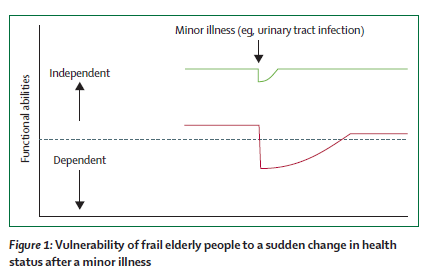 Minor illness (eg, urinary tract infection)
Independent
Functional abilities
Dependent
Figure 1: Vulnerability of frail elderly people to a sudden change in health
status after a minor illness